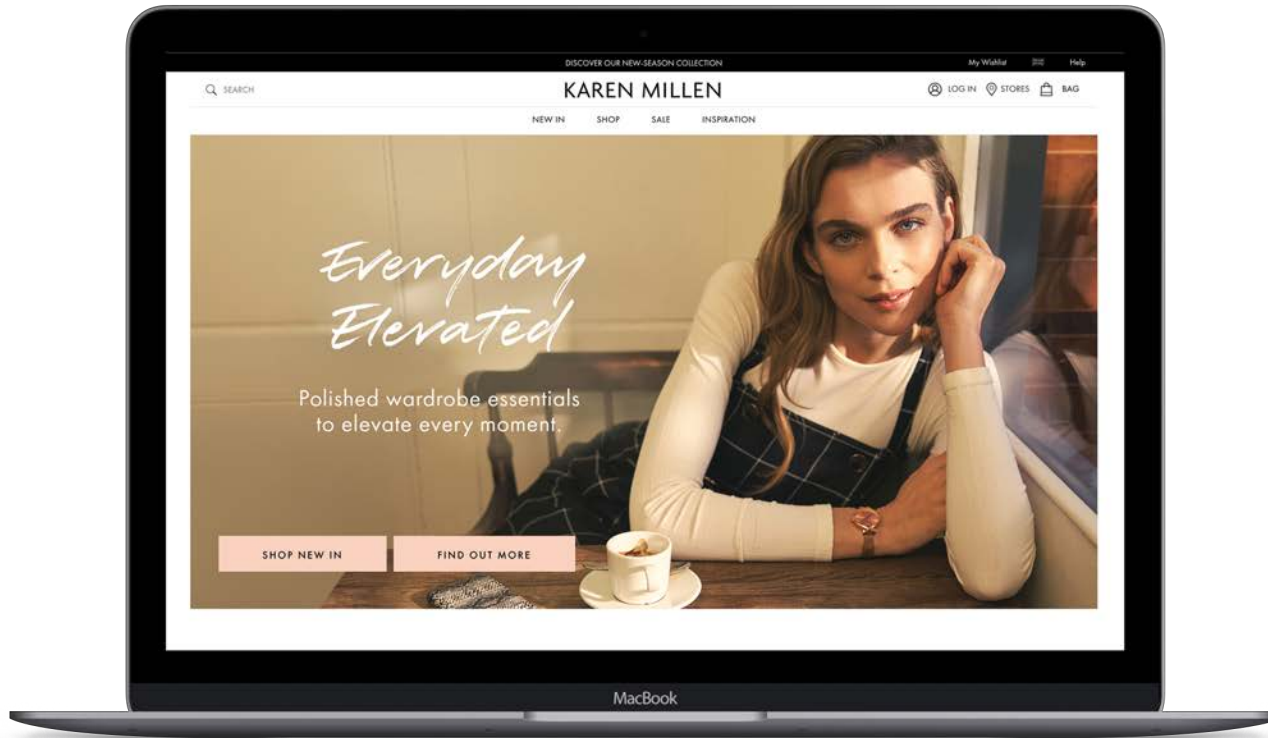 DISCOVER OUR NEW-SEASON COLLECTION
My Wishlist
Help
SEARCH
KAREN MILLEN
LOG IN
STORES
BAG
NEW IN
SHOP
SALE
INSPIRATION
Everyday
Elevated
Polished wardrobe essentials
to elevate every moment.
SHOP NEW IN
FIND OUT MORE
MacBook